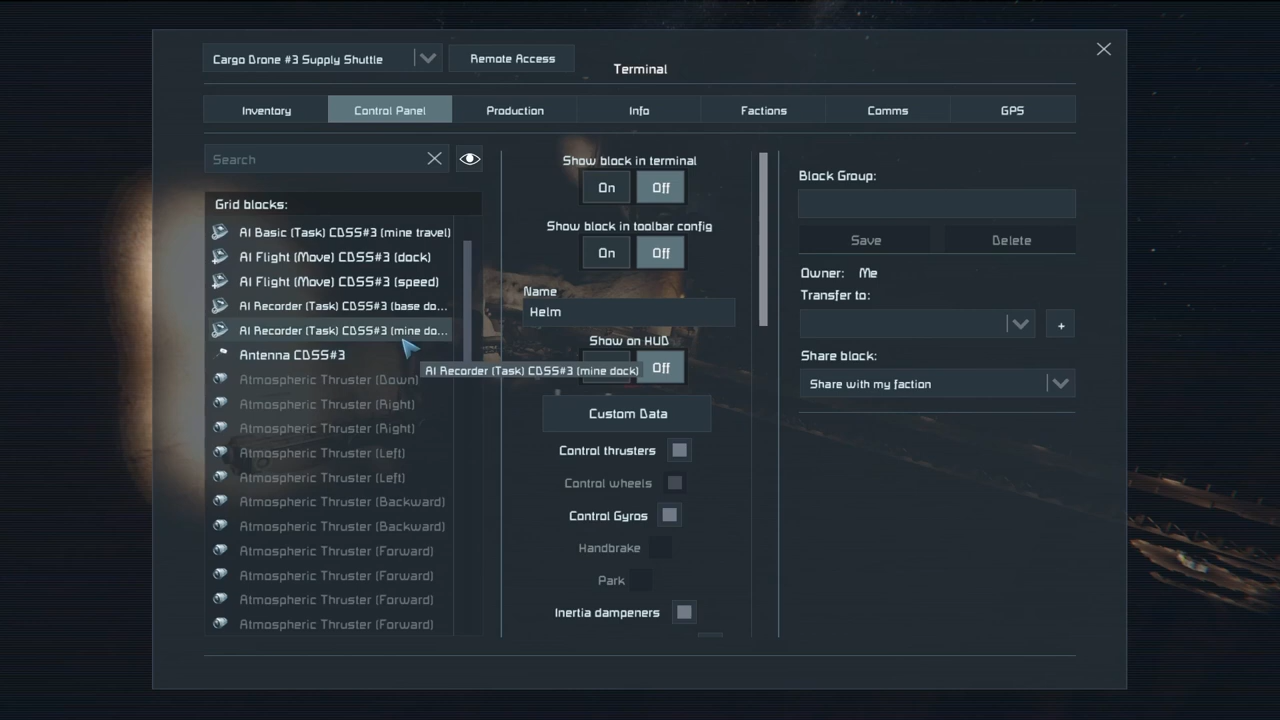 Cargo Drone #3 Supply Shuttle
Remote Access
Terminal
Inventory
Control Panel
Production
Info
Factions
Comms
GPS
Search
Grid blocks:
AI Basic (Task) CDSS#3 (mine travel)
AI Flight (Move) CDSS#3 (dock)
AI Flight (Move) CDSS#3 (speed)
AI Recorder (Task) CDSS#3 (base do...
AI Recorder (Task) CDSS#3 (mine do...
Antenna CDSS#3
Atmospheric Thruster (Down)
Atmospheric Thruster (Right)
Atmospheric Thruster (Right)
Atmospheric Thruster (Left)
Atmospheric Thruster (Left)
Atmospheric Thruster (Backward)
Atmospheric Thruster (Backward)
Atmospheric Thruster (Forward)
Atmospheric Thruster (Forward)
Atmospheric Thruster (Forward)
Atmospheric Thruster (Forward)
AI Recorder (Task) CDSS#3 (mine dock)
Show block in terminal
On Off
Show block in toolbar config
On Off
Name
Helm
Show on HUD
Off
Custom Data
Control thrusters
Control wheels
Control Gyros
Handbrake
Park
Inertia dampeners
Block Group:
Save
Delete
Owner: Me
Transfer to:
+
Share block:
Share with my faction